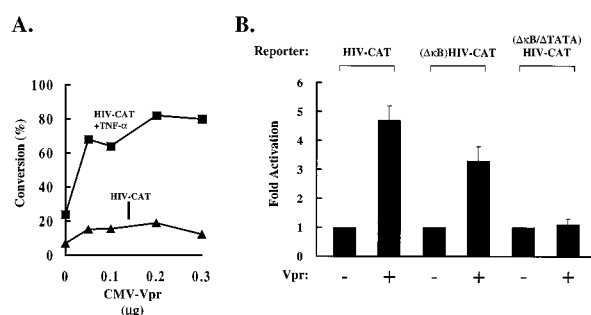 A.
100
80
60
40
20
0
Conversion (%)
HIV-CAT
+TNF-α
HIV-CAT
0 0.1 0.2 0.3
CMV-Vpr
(µg)
B.
Reporter: HIV-CAT (ΔκB)HIV-CAT (ΔκB/ΔTATA)
HIV-CAT
6
5
4
3
2
1
0
Fold Activation
Vpr: - + - + - +